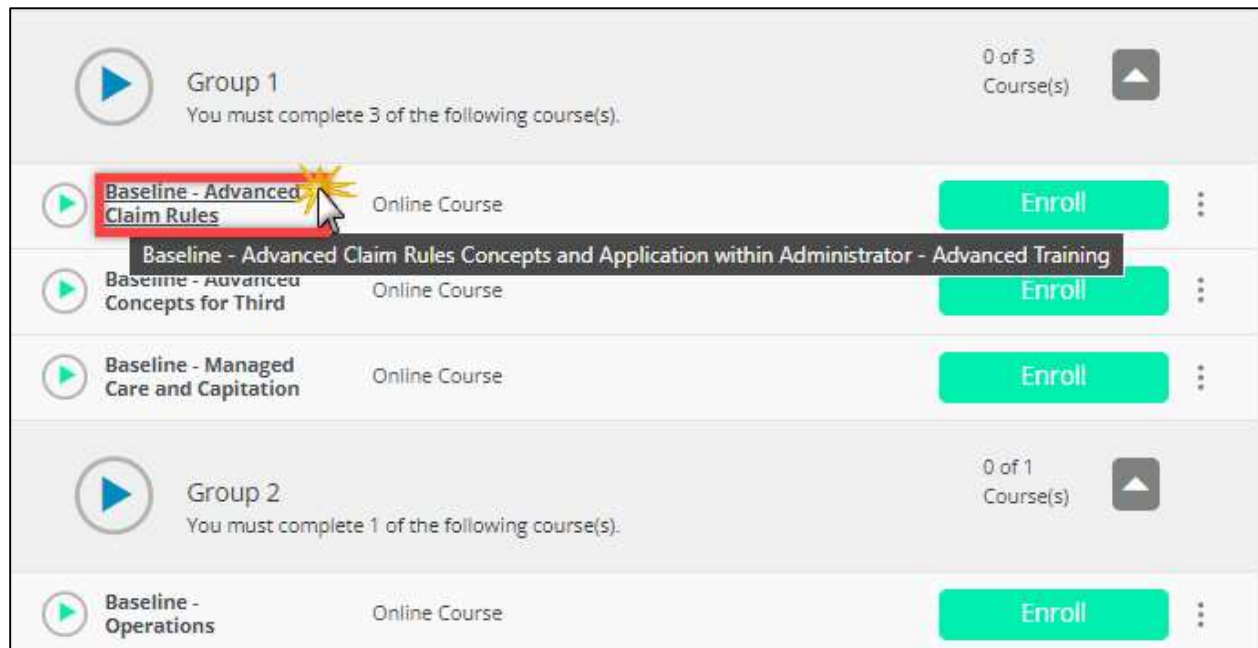 Group 1
You must complete 3 of the following course(s).
0 of 3
Course(s)
Baseline - Advanced
Claim Rules
Online Course
Enroll
Baseline - Advanced Claim Rules Concepts and Application within Administrator - Advanced Training
Baseline - Advanced
Concepts for Third
Online Course
Enroll
Baseline - Managed
Care and Capitation
Online Course
Enroll
Group 2
You must complete 1 of the following course(s).
0 of 1
Course(s)
Baseline -
Operations
Online Course
Enroll